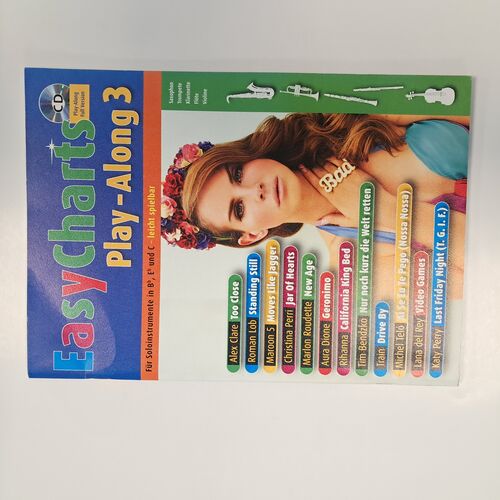 EasyCharts
Play-Along 3
Für Soloinstrumente in B♭, E♭ und C - leicht spielbar
CD
Play-Along
Full Version
Saxophon
Trompete
Klarinette
Flöte
Violine
Bad
Alex Clare Too Close
Roman Lob Standing Still
Maroon 5 Moves Like Jagger
Christina Perri Jar Of Hearts
Marlon Roudette New Age
Aura Dione Geronimo
Rihanna California King Bed
Tim Bendzko Nur noch kurz die Welt retten
Train Drive By
Michel Teló Ai Se Eu Te Pego (Nossa Nossa)
Lana del Rey Video Games
Katy Perry Last Friday Night (T. G. I. F.)